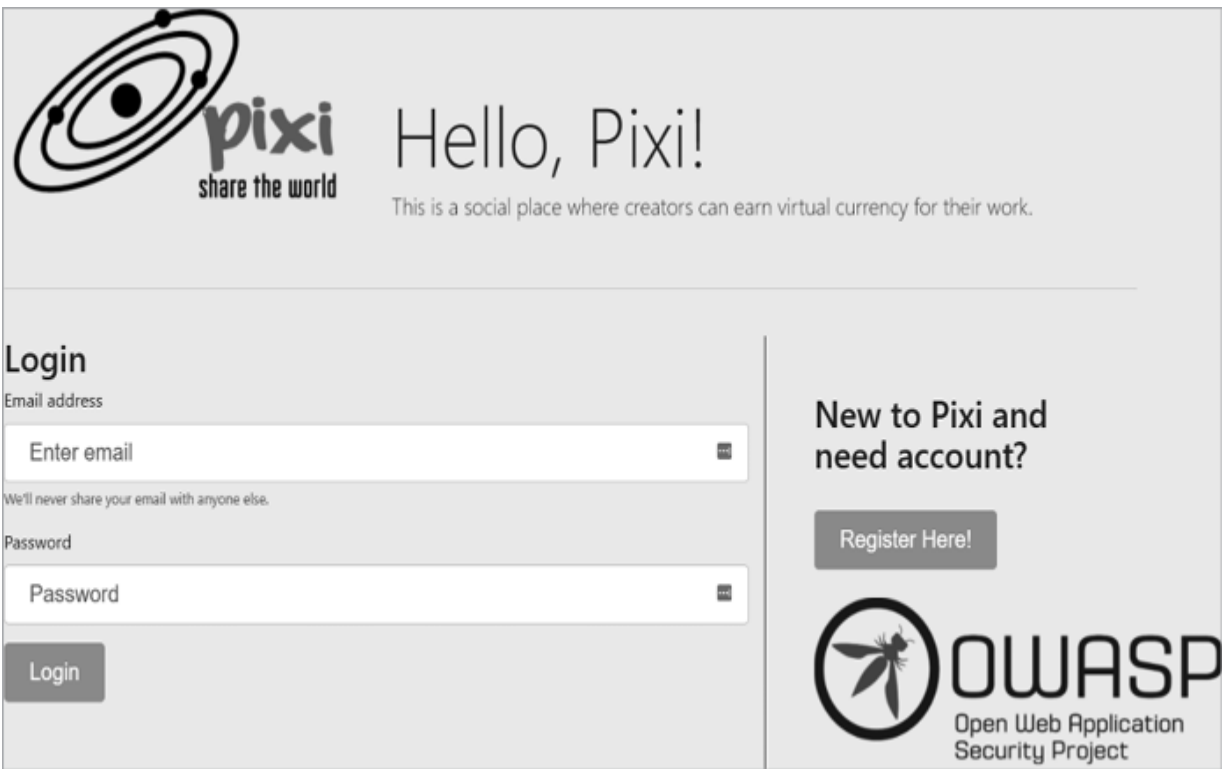 pixi
share the world
Hello, Pixi!
This is a social place where creators can earn virtual currency for their work.
Login
Email address
Enter email
We'll never share your email with anyone else.
Password
Password
Login
New to Pixi and
need account?
Register Here!
OWASP
Open Web Application
Security Project